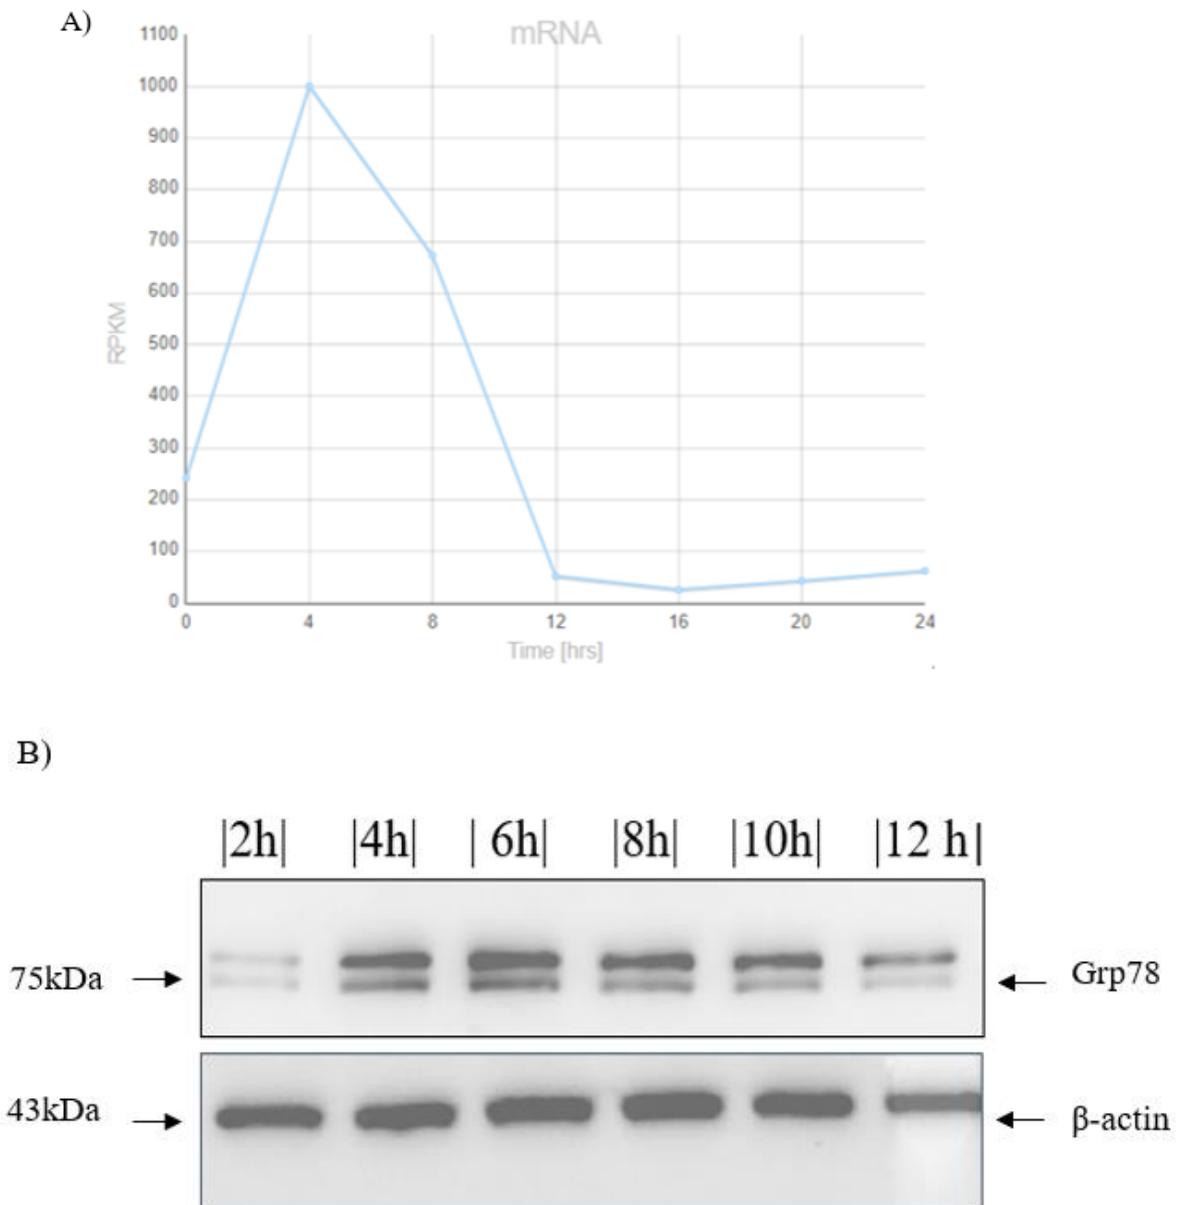 A)
mRNA
1100
1000
900
800
700
600
500
400
300
200
100
0
RPKM
0 4 8 12 16 20 24
Time [hrs]
B)
|2h| |4h| | 6h| |8h| |10h| |12 h|
75kDa Grp78
43kDa β-actin